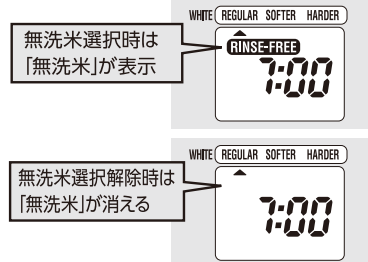 WHITE REGULAR SOFTER HARDER
無洗米選択時は
「無洗米」が表示
RINSE-FREE
7:00
WHITE REGULAR SOFTER HARDER
無洗米選択解除時は
「無洗米」が消える
7:00